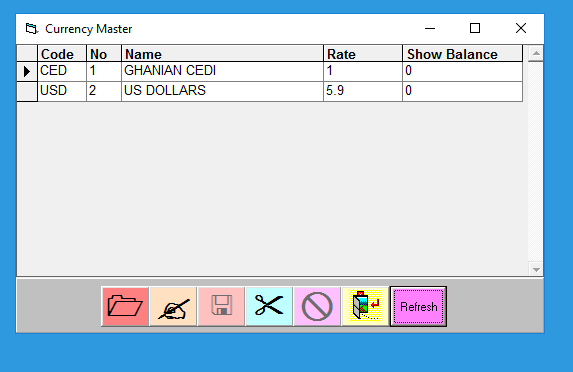 Currency Master
Code No Name Rate Show Balance
CED 1 GHANIAN CEDI 1 0
USD 2 US DOLLARS 5.9 0
Refresh